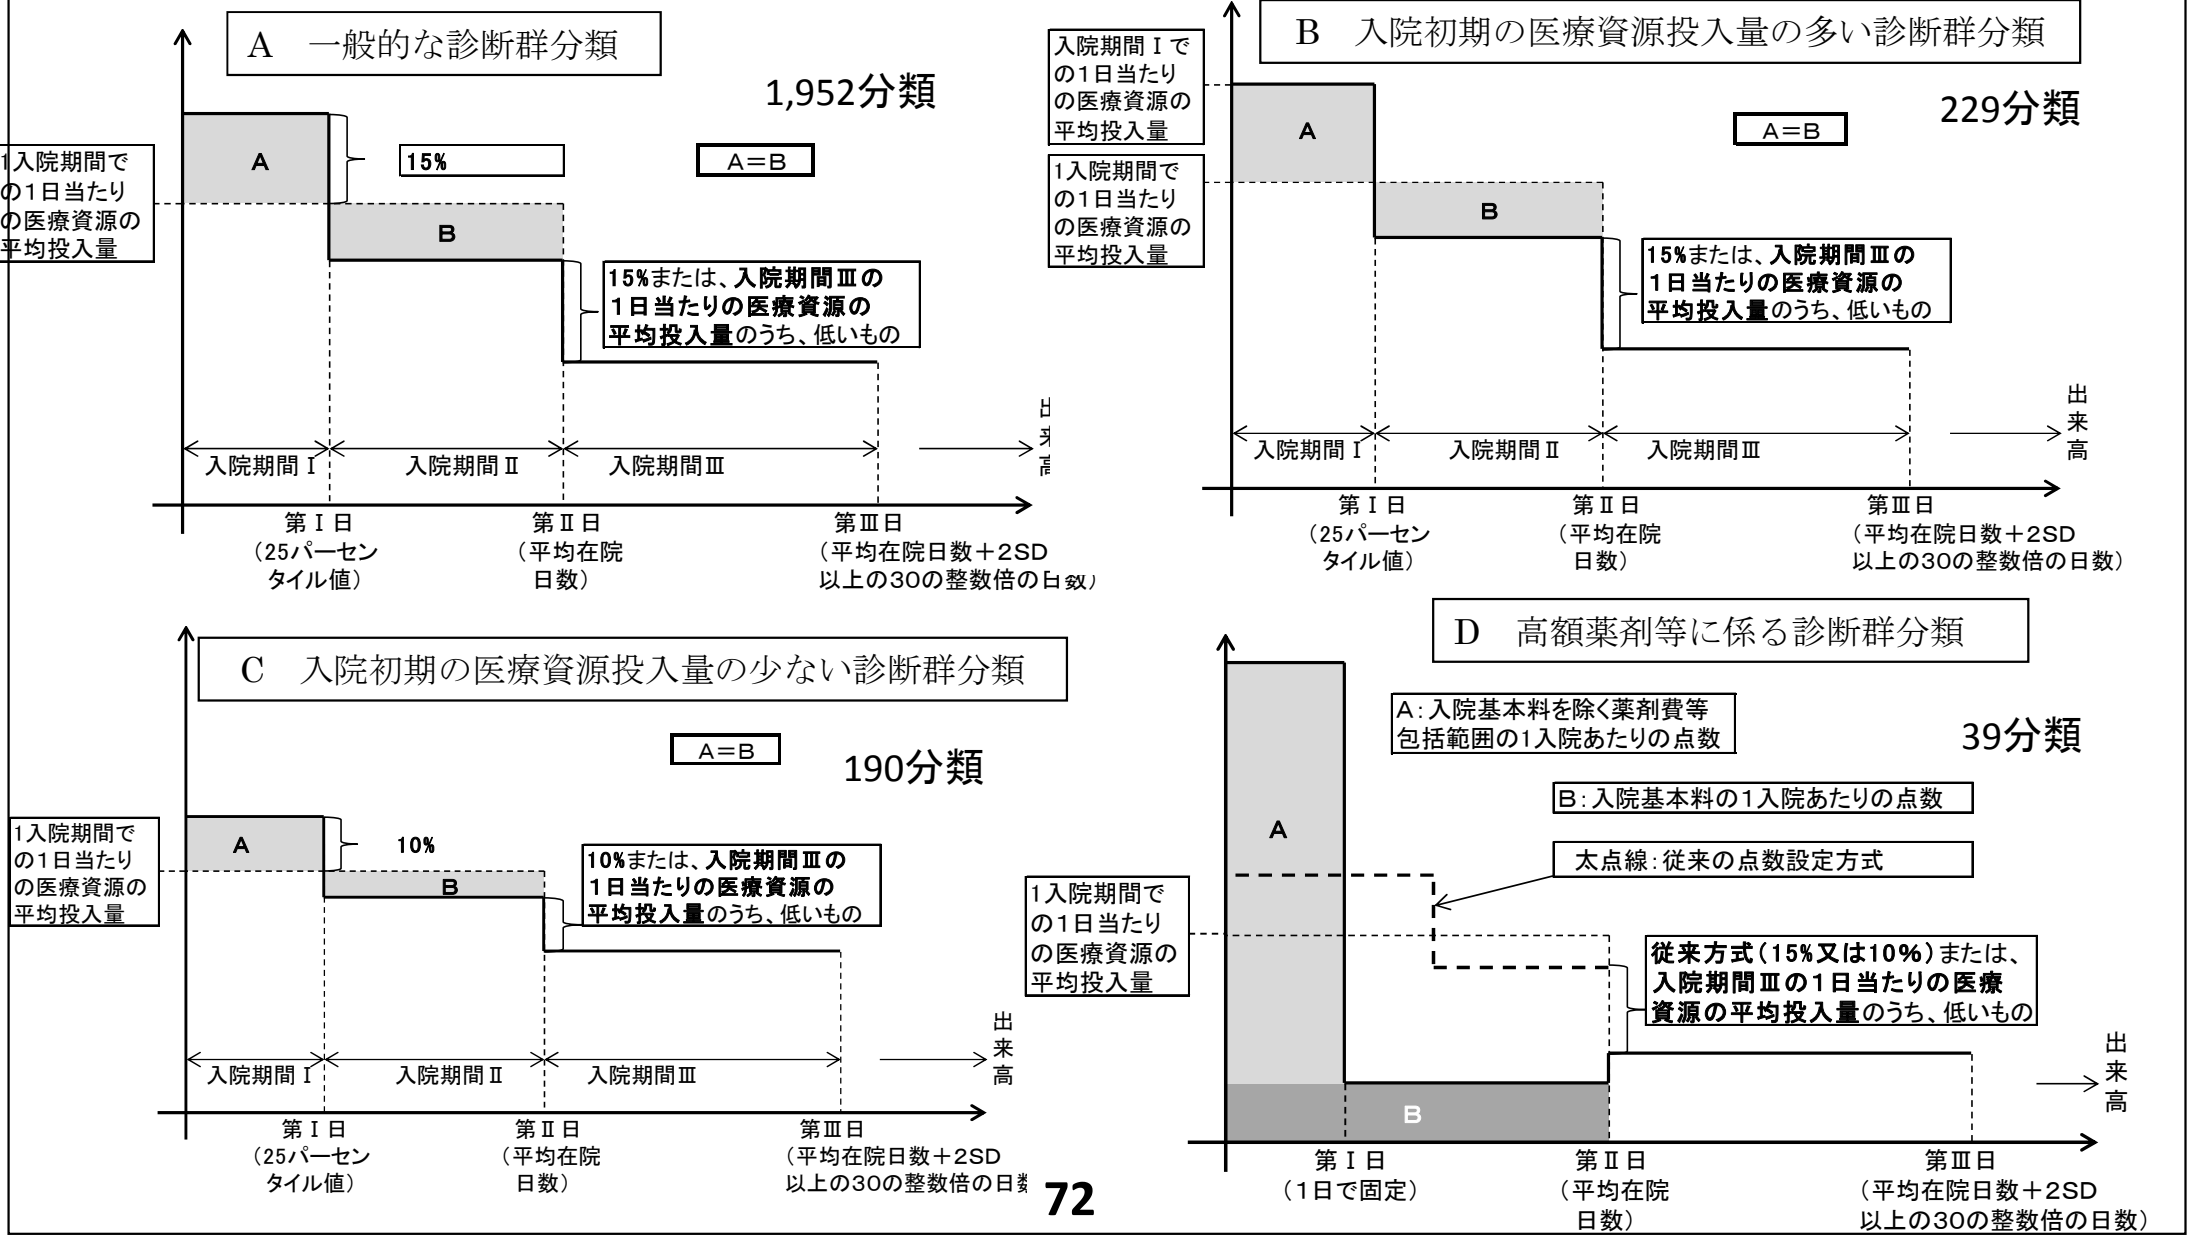 A　一般的な診断群分類
1,952分類
1入院期間で
の1日当たり
の医療資源の
平均投入量
A
15%
A＝B
B
15%または、入院期間Ⅲの
1日当たりの医療資源の
平均投入量のうち、低いもの
入院期間Ⅰ
入院期間Ⅱ
入院期間Ⅲ
出
来
高
第Ⅰ日
（25パーセン
タイル値）
第Ⅱ日
（平均在院
日数）
第Ⅲ日
（平均在院日数＋2SD
以上の30の整数倍の日数）
B　入院初期の医療資源投入量の多い診断群分類
229分類
入院期間Ⅰで
の1日当たり
の医療資源の
平均投入量
1入院期間で
の1日当たり
の医療資源の
平均投入量
A
A＝B
B
15%または、入院期間Ⅲの
1日当たりの医療資源の
平均投入量のうち、低いもの
入院期間Ⅰ
入院期間Ⅱ
入院期間Ⅲ
出
来
高
第Ⅰ日
（25パーセン
タイル値）
第Ⅱ日
（平均在院
日数）
第Ⅲ日
（平均在院日数＋2SD
以上の30の整数倍の日数）
C　入院初期の医療資源投入量の少ない診断群分類
A＝B
190分類
1入院期間で
の1日当たり
の医療資源の
平均投入量
A
10%
B
10%または、入院期間Ⅲの
1日当たりの医療資源の
平均投入量のうち、低いもの
入院期間Ⅰ
入院期間Ⅱ
入院期間Ⅲ
出
来
高
第Ⅰ日
（25パーセン
タイル値）
第Ⅱ日
（平均在院
日数）
第Ⅲ日
（平均在院日数＋2SD
以上の30の整数倍の日数
D　高額薬剤等に係る診断群分類
A：入院基本料を除く薬剤費等
包括範囲の1入院あたりの点数
39分類
B：入院基本料の1入院あたりの点数
太点線：従来の点数設定方式
A
1入院期間で
の1日当たり
の医療資源の
平均投入量
従来方式（15%又は10%）または、
入院期間Ⅲの1日当たりの医療
資源の平均投入量のうち、低いもの
B
出
来
高
第Ⅰ日
（1日で固定）
第Ⅱ日
（平均在院
日数）
第Ⅲ日
（平均在院日数＋2SD
以上の30の整数倍の日数）
72